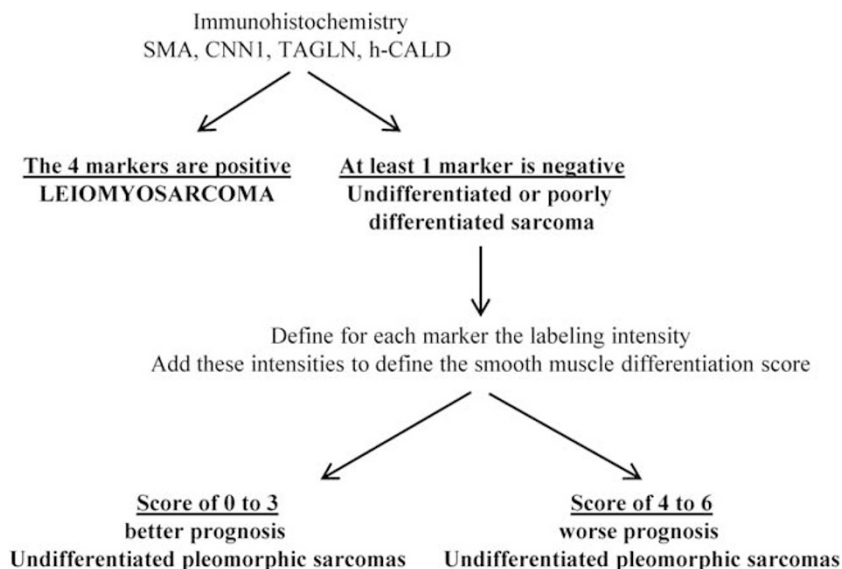 Immunohistochemistry
SMA, CNN1, TAGLN, h-CALD
The 4 markers are positive
LEIOMYOSARCOMA
At least 1 marker is negative
Undifferentiated or poorly
differentiated sarcoma
Define for each marker the labeling intensity
Add these intensities to define the smooth muscle differentiation score
Score of 0 to 3
better prognosis
Undifferentiated pleomorphic sarcomas
Score of 4 to 6
worse prognosis
Undifferentiated pleomorphic sarcomas